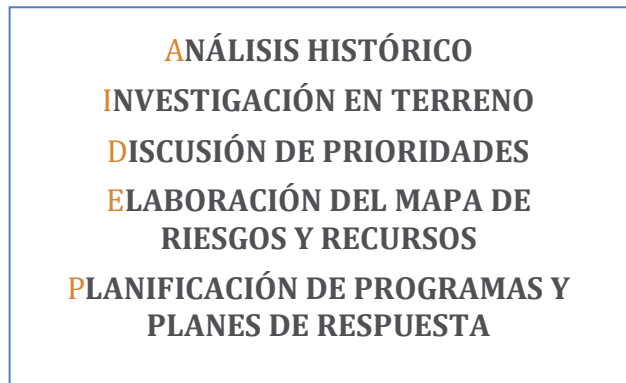 ANÁLISIS HISTÓRICO
INVESTIGACIÓN EN TERRENO
DISCUSIÓN DE PRIORIDADES
ELABORACIÓN DEL MAPA DE
RIESGOS Y RECURSOS
PLANIFICACIÓN DE PROGRAMAS Y
PLANES DE RESPUESTA